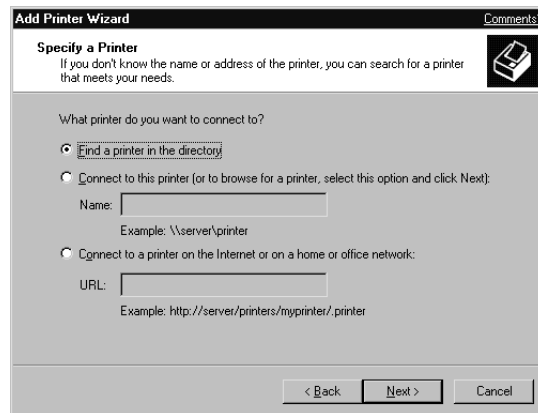 Add Printer Wizard Comments
Specify a Printer
If you don't know the name or address of the printer, you can search for a printer
that meets your needs.
What printer do you want to connect to?
Find a printer in the directory
Connect to this printer (or to browse for a printer, select this option and click Next):
Name:
Example: \\server\printer
Connect to a printer on the Internet or on a home or office network:
URL:
Example: http://server/printers/myprinter/.printer
< Back Next > Cancel